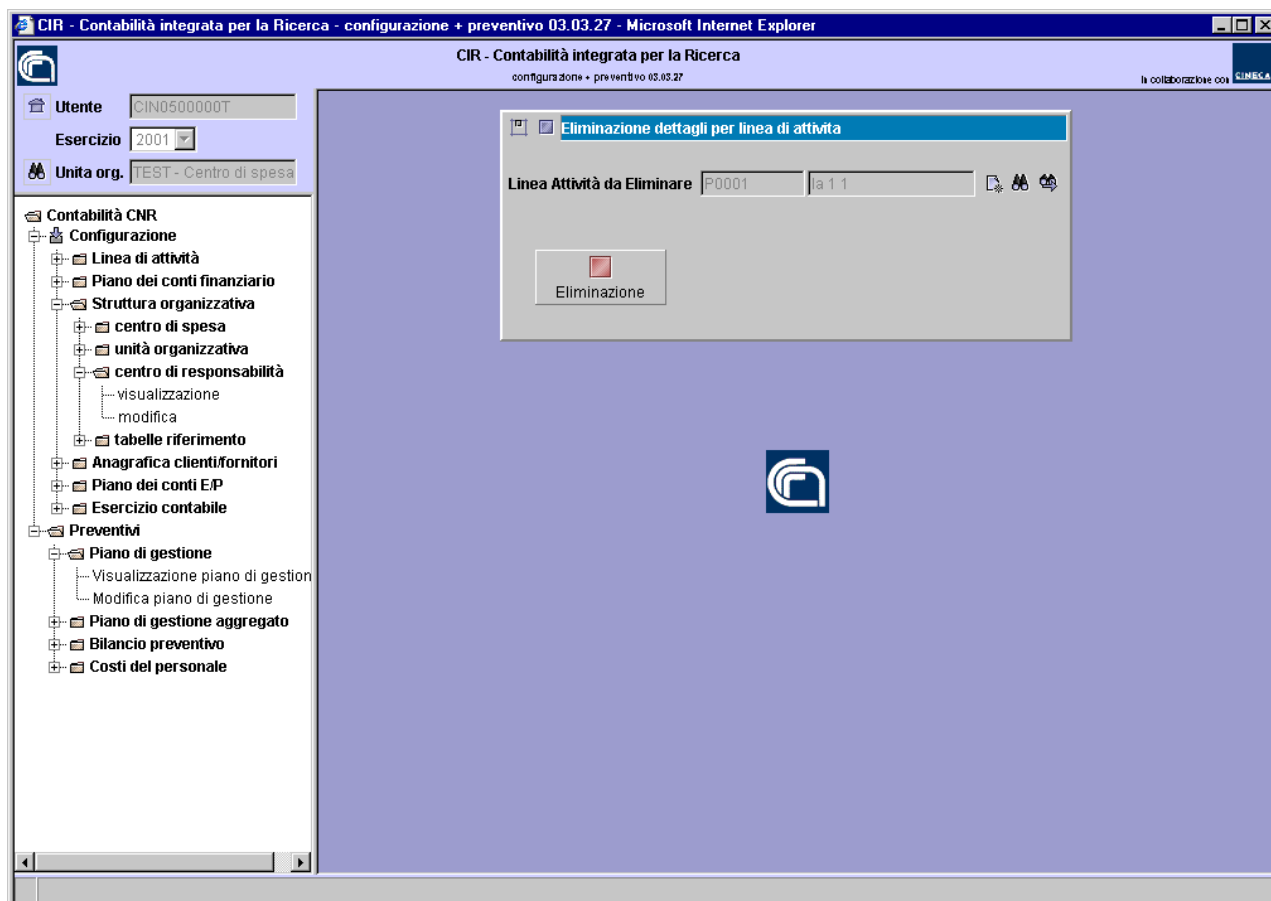 CIR - Contabilità integrata per la Ricerca - configurazione + preventivo 03.03.27 - Microsoft Internet Explorer
CIR - Contabilità integrata per la Ricerca
configurazione + preventivo 03.03.27
In collaborazione con CINECA
Utente CIN0500000T
Esercizio 2001
Unita org. TEST - Centro di spesa
Contabilità CNR
Configurazione
Linea di attività
Piano dei conti finanziario
Struttura organizzativa
centro di spesa
unità organizzativa
centro di responsabilità
visualizzazione
modifica
tabelle riferimento
Anagrafica clienti/fornitori
Piano dei conti E/P
Esercizio contabile
Preventivi
Piano di gestione
Visualizzazione piano di gestion
Modifica piano di gestione
Piano di gestione aggregato
Bilancio preventivo
Costi del personale
Eliminazione dettagli per linea di attivita
Linea Attività da Eliminare P0001 la 1 1
Eliminazione